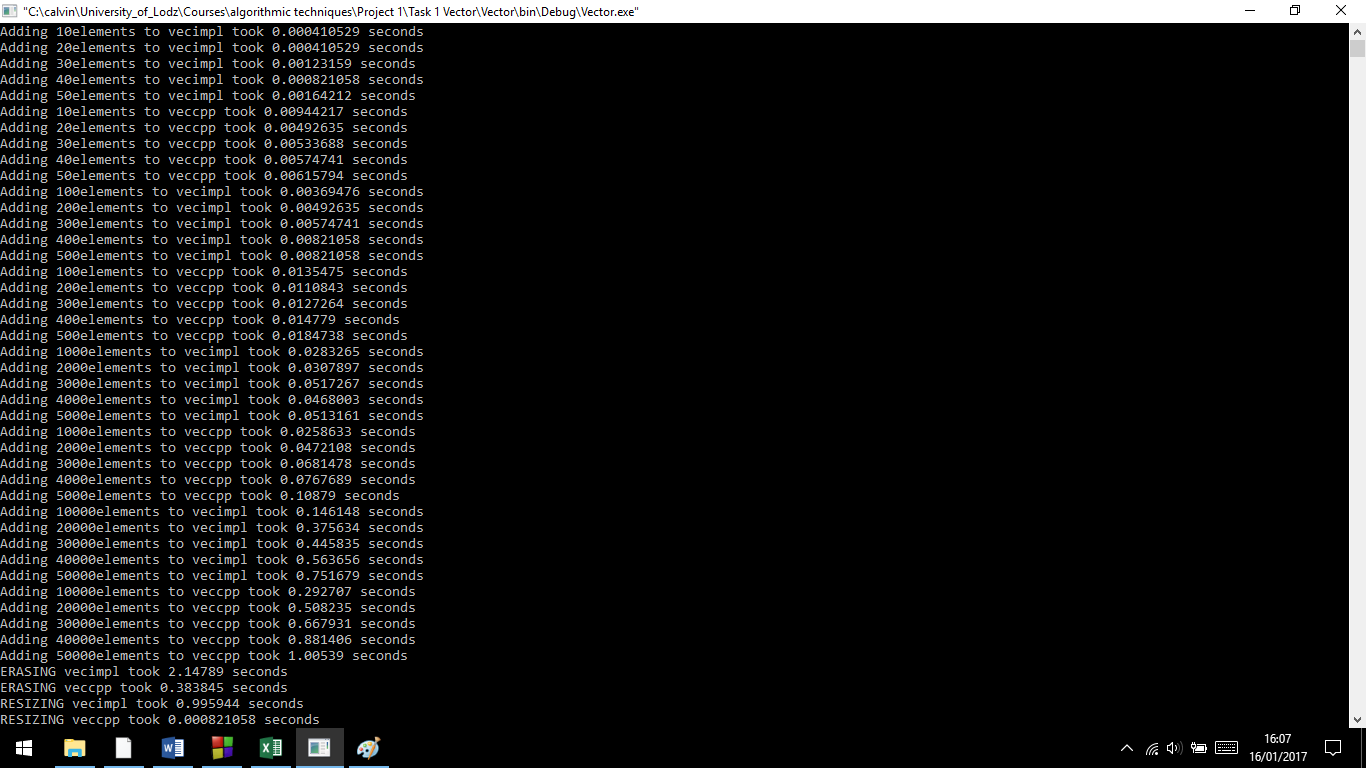 "C:\calvin\University_of_Lodz\Courses\algorithmic techniques\Project 1\Task 1 Vector\Vector\bin\Debug\Vector.exe"
Adding 10elements to vecimpl took 0.000410529 seconds
Adding 20elements to vecimpl took 0.000410529 seconds
Adding 30elements to vecimpl took 0.00123159 seconds
Adding 40elements to vecimpl took 0.000821058 seconds
Adding 50elements to vecimpl took 0.00164212 seconds
Adding 10elements to veccpp took 0.00944217 seconds
Adding 20elements to veccpp took 0.00492635 seconds
Adding 30elements to veccpp took 0.00533688 seconds
Adding 40elements to veccpp took 0.00574741 seconds
Adding 50elements to veccpp took 0.00615794 seconds
Adding 100elements to vecimpl took 0.00369476 seconds
Adding 200elements to vecimpl took 0.00492635 seconds
Adding 300elements to vecimpl took 0.00574741 seconds
Adding 400elements to vecimpl took 0.00821058 seconds
Adding 500elements to vecimpl took 0.00821058 seconds
Adding 100elements to veccpp took 0.0135475 seconds
Adding 200elements to veccpp took 0.0110843 seconds
Adding 300elements to veccpp took 0.0127264 seconds
Adding 400elements to veccpp took 0.014779 seconds
Adding 500elements to veccpp took 0.0184738 seconds
Adding 1000elements to vecimpl took 0.0283265 seconds
Adding 2000elements to vecimpl took 0.0307897 seconds
Adding 3000elements to vecimpl took 0.0517267 seconds
Adding 4000elements to vecimpl took 0.0468003 seconds
Adding 5000elements to vecimpl took 0.0513161 seconds
Adding 1000elements to veccpp took 0.0258633 seconds
Adding 2000elements to veccpp took 0.0472108 seconds
Adding 3000elements to veccpp took 0.0681478 seconds
Adding 4000elements to veccpp took 0.0767689 seconds
Adding 5000elements to veccpp took 0.10879 seconds
Adding 10000elements to vecimpl took 0.146148 seconds
Adding 20000elements to vecimpl took 0.375634 seconds
Adding 30000elements to vecimpl took 0.445835 seconds
Adding 40000elements to vecimpl took 0.563656 seconds
Adding 50000elements to vecimpl took 0.751679 seconds
Adding 10000elements to veccpp took 0.292707 seconds
Adding 20000elements to veccpp took 0.508235 seconds
Adding 30000elements to veccpp took 0.667931 seconds
Adding 40000elements to veccpp took 0.881406 seconds
Adding 50000elements to veccpp took 1.00539 seconds
ERASING vecimpl took 2.14789 seconds
ERASING veccpp took 0.383845 seconds
RESIZING vecimpl took 0.995944 seconds
RESIZING veccpp took 0.000821058 seconds
16:07
16/01/2017